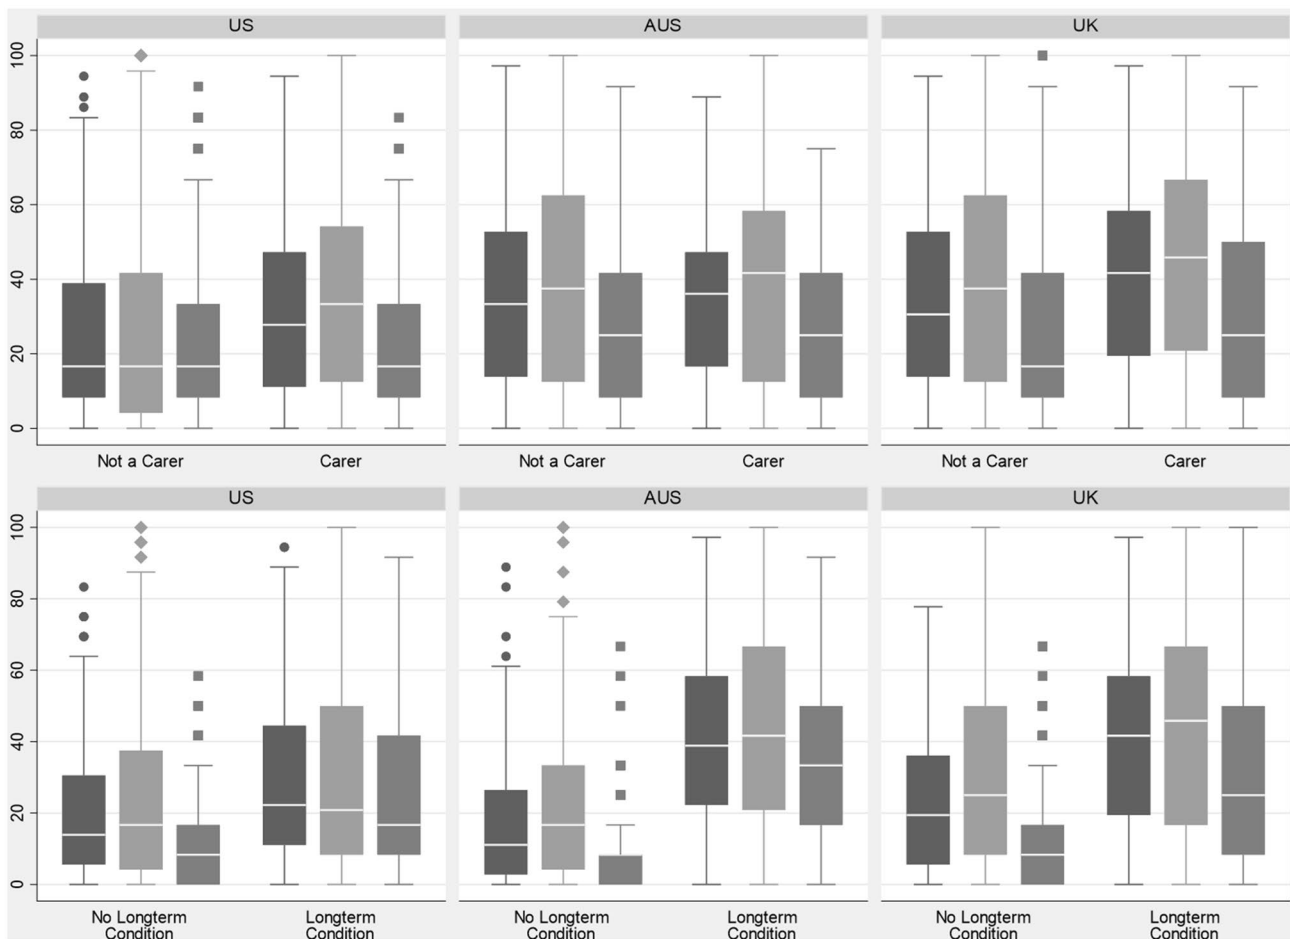 US AUS UK
100
80
60
40
20
0
Not a Carer Carer Not a Carer Carer Not a Carer Carer
US AUS UK
100
80
60
40
20
0
No Longterm Longterm No Longterm Longterm No Longterm Longterm
Condition Condition Condition Condition Condition Condition